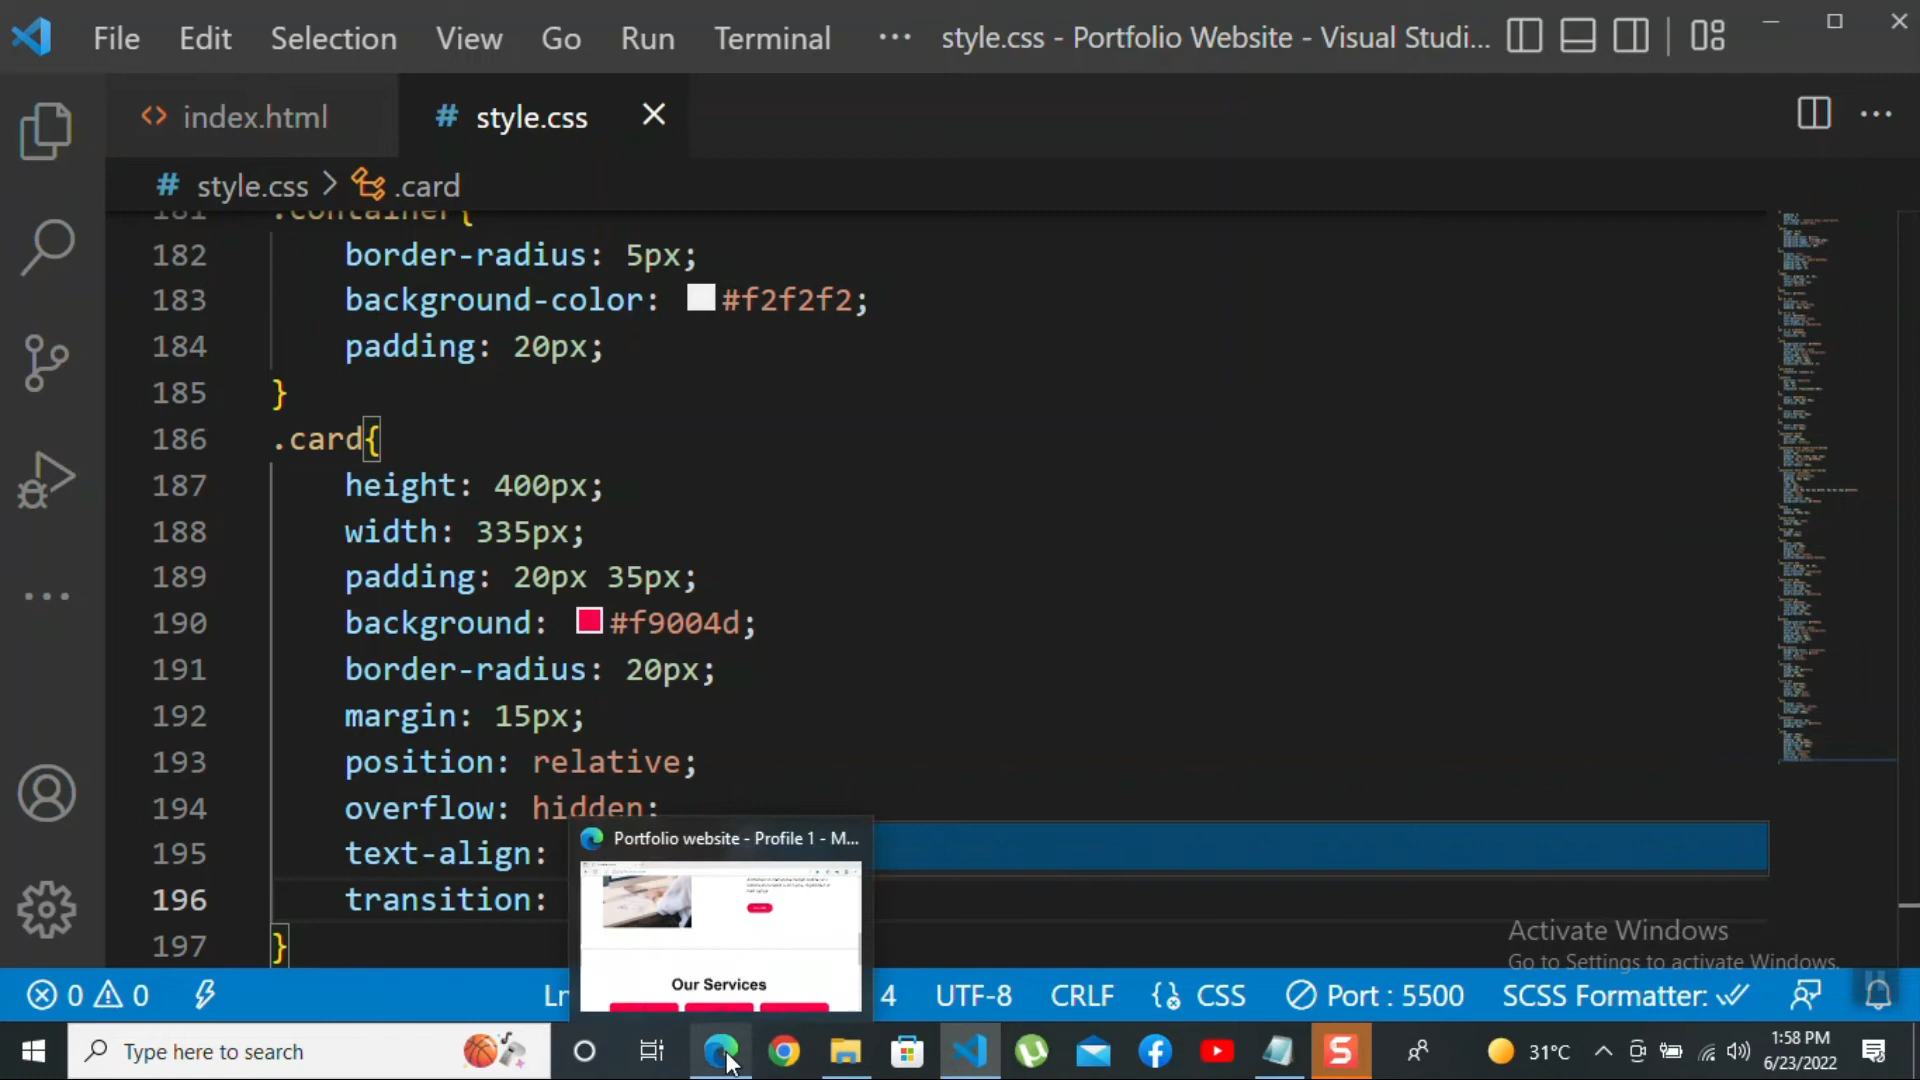 File Edit Selection View Go Run Terminal ··· style.css - Portfolio Website - Visual Studi...
index.html # style.css
# style.css > .card
181 .container{
182 border-radius: 5px;
183 background-color: #f2f2f2;
184 padding: 20px;
185 }
186 .card{
187 height: 400px;
188 width: 335px;
189 padding: 20px 35px;
190 background: #f9004d;
191 border-radius: 20px;
192 margin: 15px;
193 position: relative;
194 overflow: hidden;
Portfolio website - Profile 1 - M...
195 text-align:
196 transition:
197 }
Our Services
Activate Windows
Go to Settings to activate Windows.
0 0 Ln 4 UTF-8 CRLF CSS Port : 5500 SCSS Formatter:
Type here to search
31°C
1:58 PM
6/23/2022